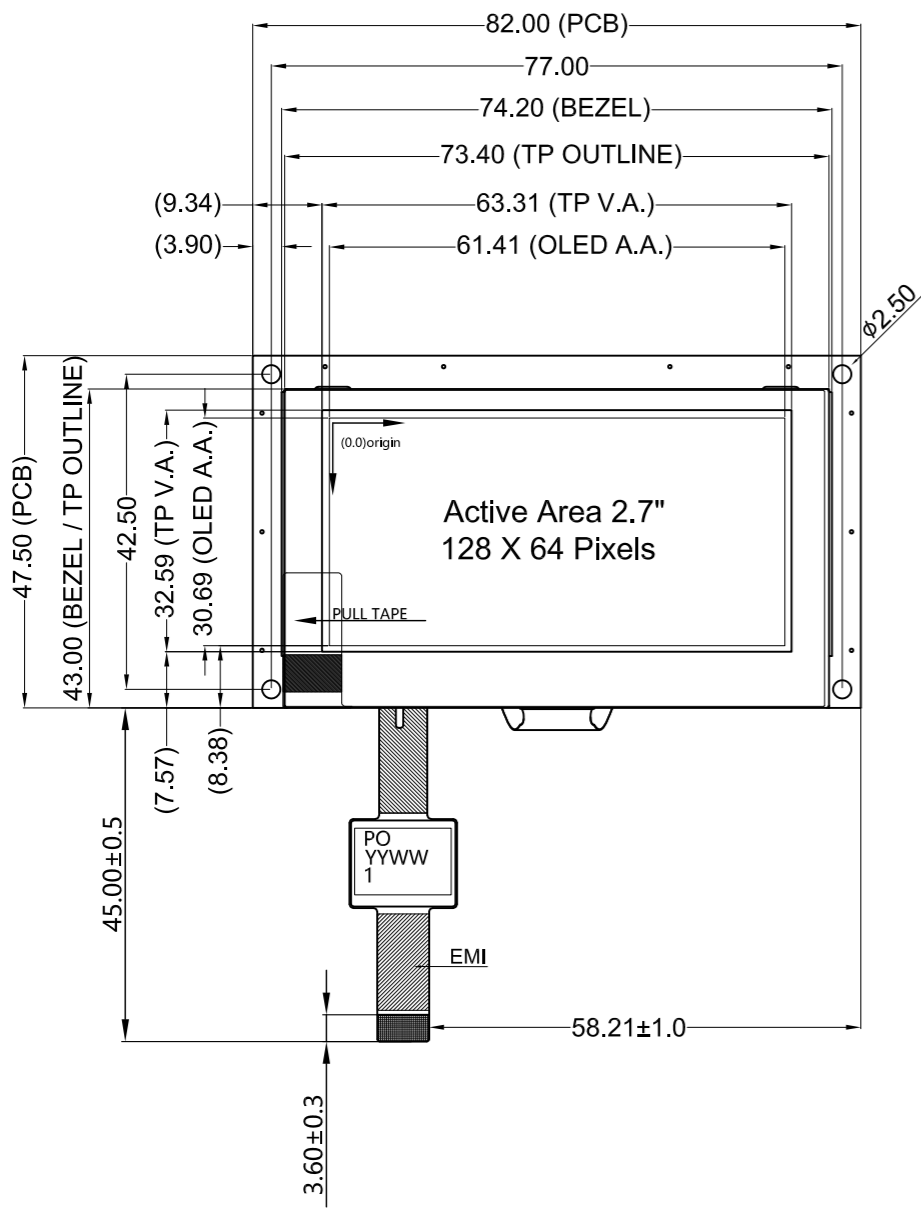 82.00 (PCB)
77.00
74.20 (BEZEL)
73.40 (TP OUTLINE)
(9.34)
63.31 (TP V.A.)
(3.90)
61.41 (OLED A.A.)
ϕ2.50
47.50 (PCB)
43.00 (BEZEL / TP OUTLINE)
42.50
32.59 (TP V.A.)
30.69 (OLED A.A.)
(0.0)origin
Active Area 2.7"
128 X 64 Pixels
PULL TAPE
(7.57)
(8.38)
45.00±0.5
PO
YYWW
1
EMI
58.21±1.0
3.60±0.3